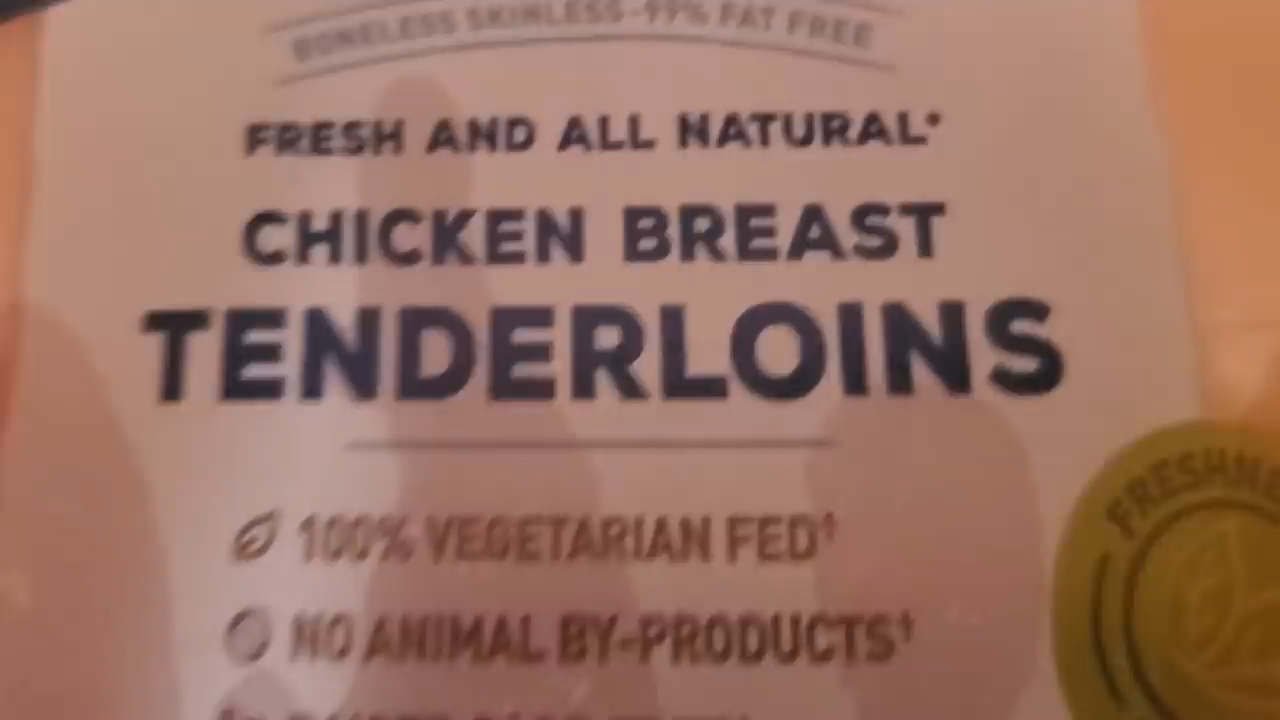 BONELESS SKINLESS-99% FAT FREE
FRESH AND ALL NATURAL*
CHICKEN BREAST
TENDERLOINS
100% VEGETARIAN FED†
NO ANIMAL BY-PRODUCTS†